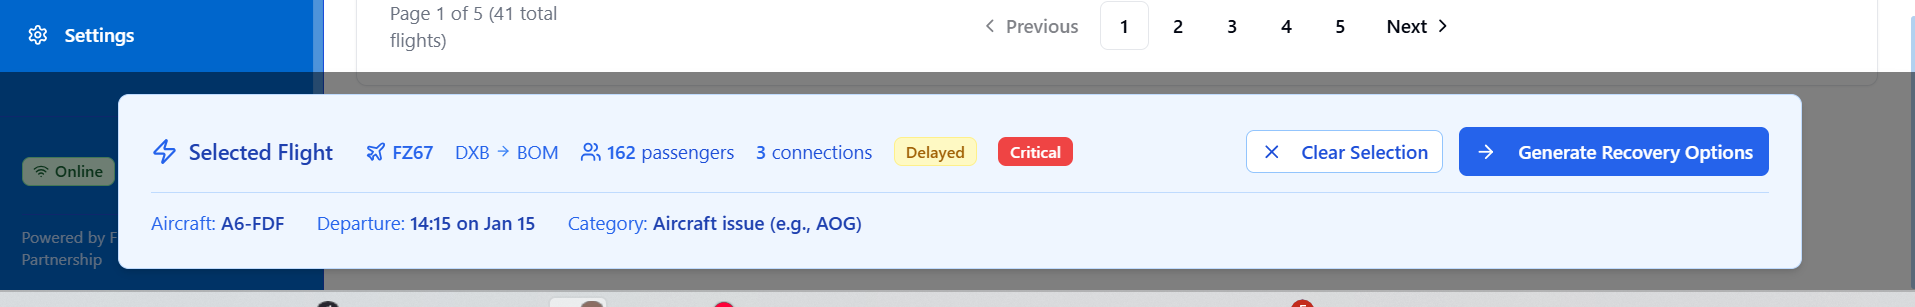 Settings
Page 1 of 5 (41 total
flights)
Previous 1 2 3 4 5 Next
Selected Flight FZ67 DXB → BOM 162 passengers 3 connections Delayed Critical Clear Selection Generate Recovery Options
Online
Aircraft: A6-FDF Departure: 14:15 on Jan 15 Category: Aircraft issue (e.g., AOG)
Powered by F
Partnership